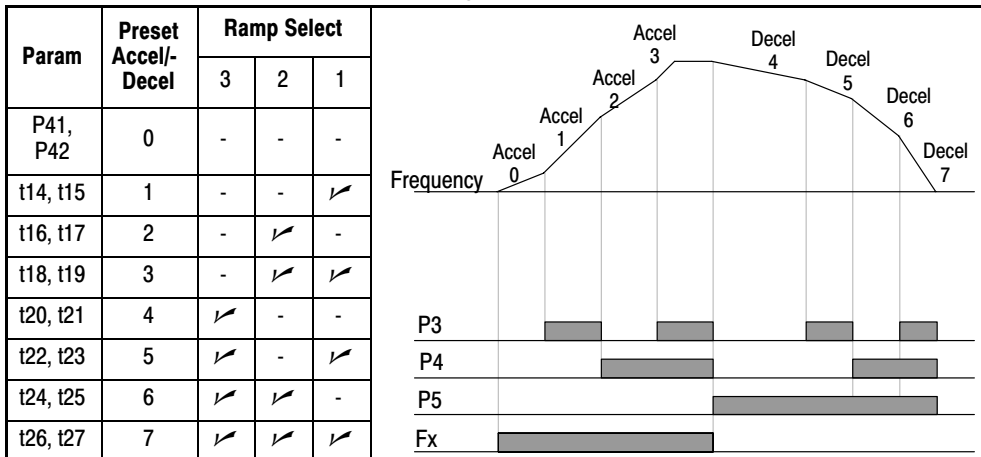 Param Preset Accel/- Decel Ramp Select
3 2 1
P41, P42 0 - - -
t14, t15 1 - - ✓
t16, t17 2 - ✓ -
t18, t19 3 - ✓ ✓
t20, t21 4 ✓ - -
t22, t23 5 ✓ - ✓
t24, t25 6 ✓ ✓ -
t26, t27 7 ✓ ✓ ✓
Frequency
Accel 0
Accel 1
Accel 2
Accel 3
Decel 4
Decel 5
Decel 6
Decel 7
P3
P4
P5
Fx